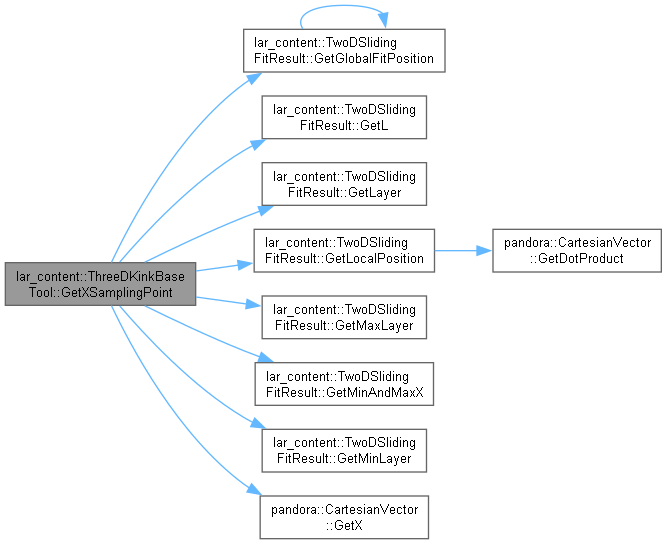 lar_content::TwoDSliding
FitResult::GetGlobalFitPosition
lar_content::TwoDSliding
FitResult::GetL
lar_content::TwoDSliding
FitResult::GetLayer
lar_content::TwoDSliding
FitResult::GetLocalPosition
pandora::CartesianVector
::GetDotProduct
lar_content::ThreeDKinkBase
Tool::GetXSamplingPoint
lar_content::TwoDSliding
FitResult::GetMaxLayer
lar_content::TwoDSliding
FitResult::GetMinAndMaxX
lar_content::TwoDSliding
FitResult::GetMinLayer
pandora::CartesianVector
::GetX